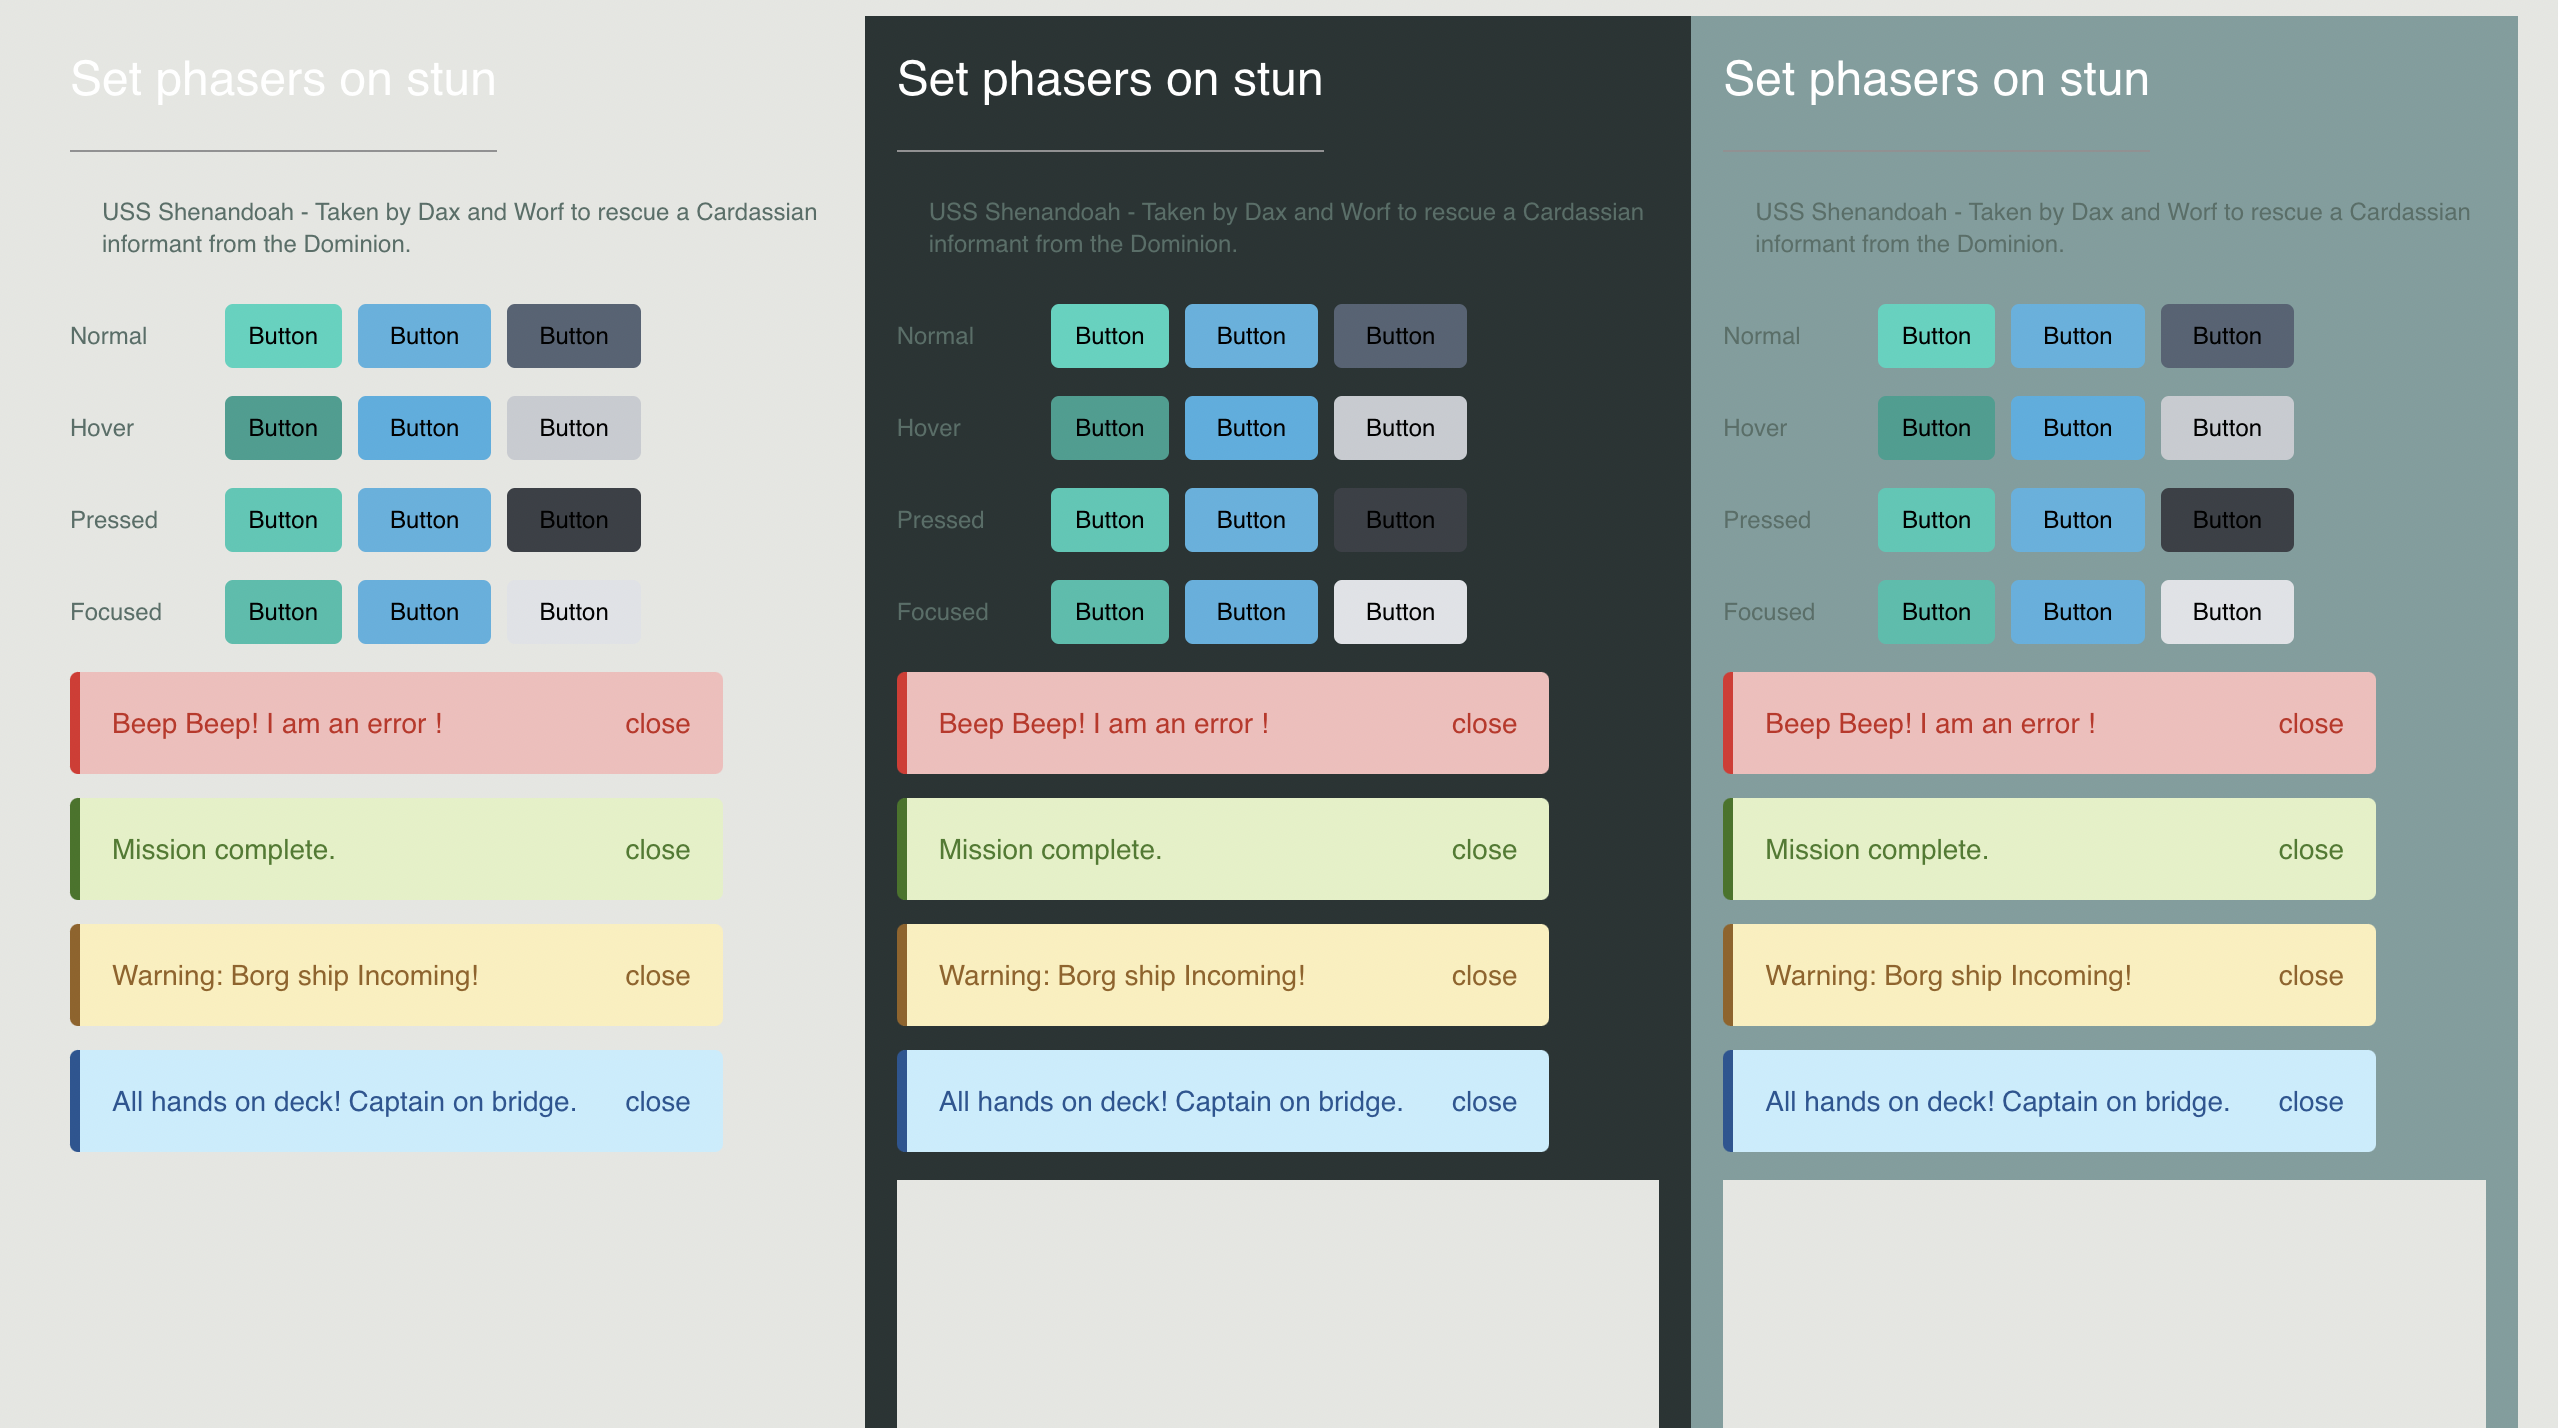 Set phasers on stun
USS Shenandoah - Taken by Dax and Worf to rescue a Cardassian
informant from the Dominion.
Normal Button Button Button
Hover Button Button Button
Pressed Button Button Button
Focused Button Button Button
Beep Beep! I am an error ! close
Mission complete. close
Warning: Borg ship Incoming! close
All hands on deck! Captain on bridge. close
Set phasers on stun
USS Shenandoah - Taken by Dax and Worf to rescue a Cardassian
informant from the Dominion.
Normal Button Button Button
Hover Button Button Button
Pressed Button Button Button
Focused Button Button Button
Beep Beep! I am an error ! close
Mission complete. close
Warning: Borg ship Incoming! close
All hands on deck! Captain on bridge. close
Set phasers on stun
USS Shenandoah - Taken by Dax and Worf to rescue a Cardassian
informant from the Dominion.
Normal Button Button Button
Hover Button Button Button
Pressed Button Button Button
Focused Button Button Button
Beep Beep! I am an error ! close
Mission complete. close
Warning: Borg ship Incoming! close
All hands on deck! Captain on bridge. close